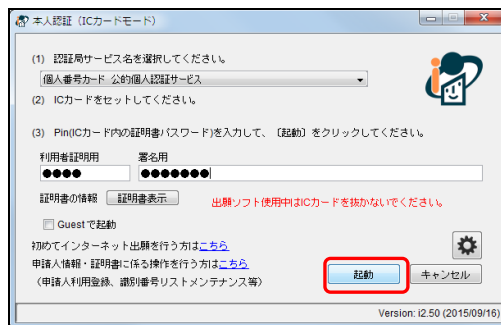 本人認証（ICカードモード）
(1) 認証局サービス名を選択してください。
個人番号カード 公的個人認証サービス
(2) ICカードをセットしてください。
(3) Pin(ICカード内の証明書パスワード)を入力して、〔起動〕をクリックしてください。
利用者証明用 署名用
●●●● ●●●●●●●
証明書の情報 証明書表示 出願ソフト使用中はICカードを抜かないでください。
Guestで起動
初めてインターネット出願を行う方はこちら
申請人情報・証明書に係る操作を行う方はこちら
（申請人利用登録、識別番号リストメンテナンス等） 起動 キャンセル
Version: i2.50 (2015/09/16)